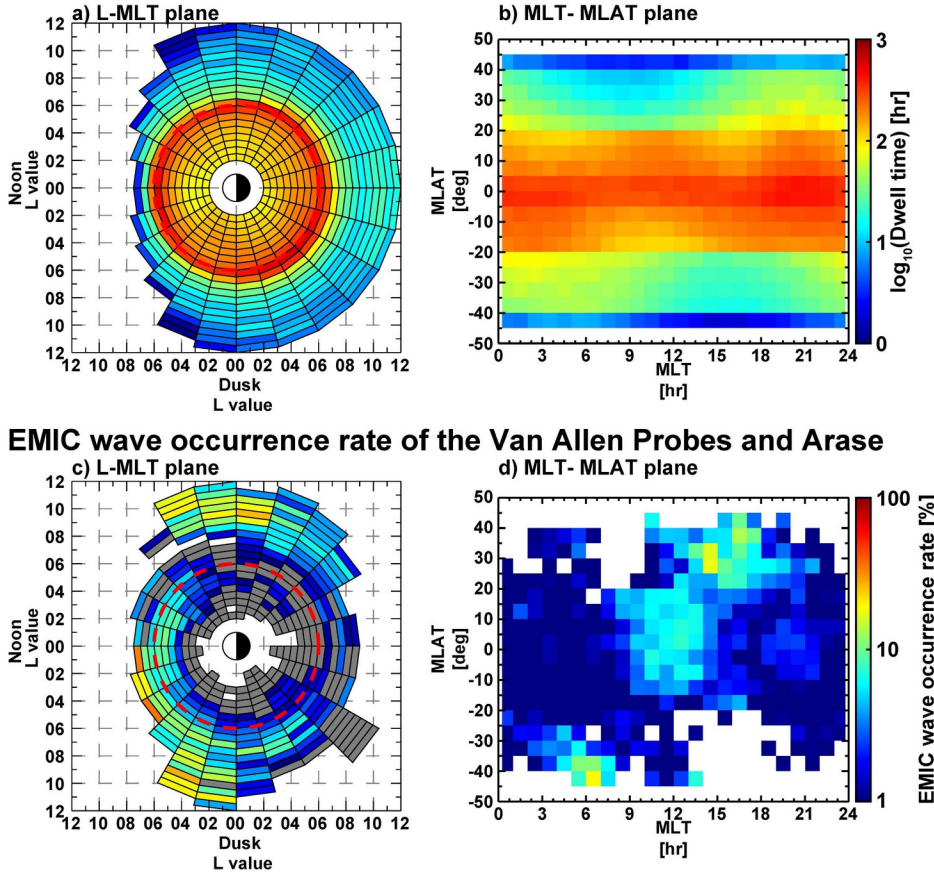 a) L-MLT plane
b) MLT- MLAT plane
12
10
08
06
04
02
00
02
04
06
08
10
12
Noon
L value
12 10 08 06 04 02 00 02 04 06 08 10 12
Dusk
L value
50
40
30
20
10
0
-10
-20
-30
-40
-50
MLAT
[deg]
0 3 6 9 12 15 18 21 24
MLT
[hr]
3
2
1
0
log10(Dwell time) [hr]
EMIC wave occurrence rate of the Van Allen Probes and Arase
c) L-MLT plane
d) MLT- MLAT plane
12
10
08
06
04
02
00
02
04
06
08
10
12
Noon
L value
12 10 08 06 04 02 00 02 04 06 08 10 12
Dusk
L value
50
40
30
20
10
0
-10
-20
-30
-40
-50
MLAT
[deg]
0 3 6 9 12 15 18 21 24
MLT
[hr]
100
10
1
EMIC wave occurrence rate [%]